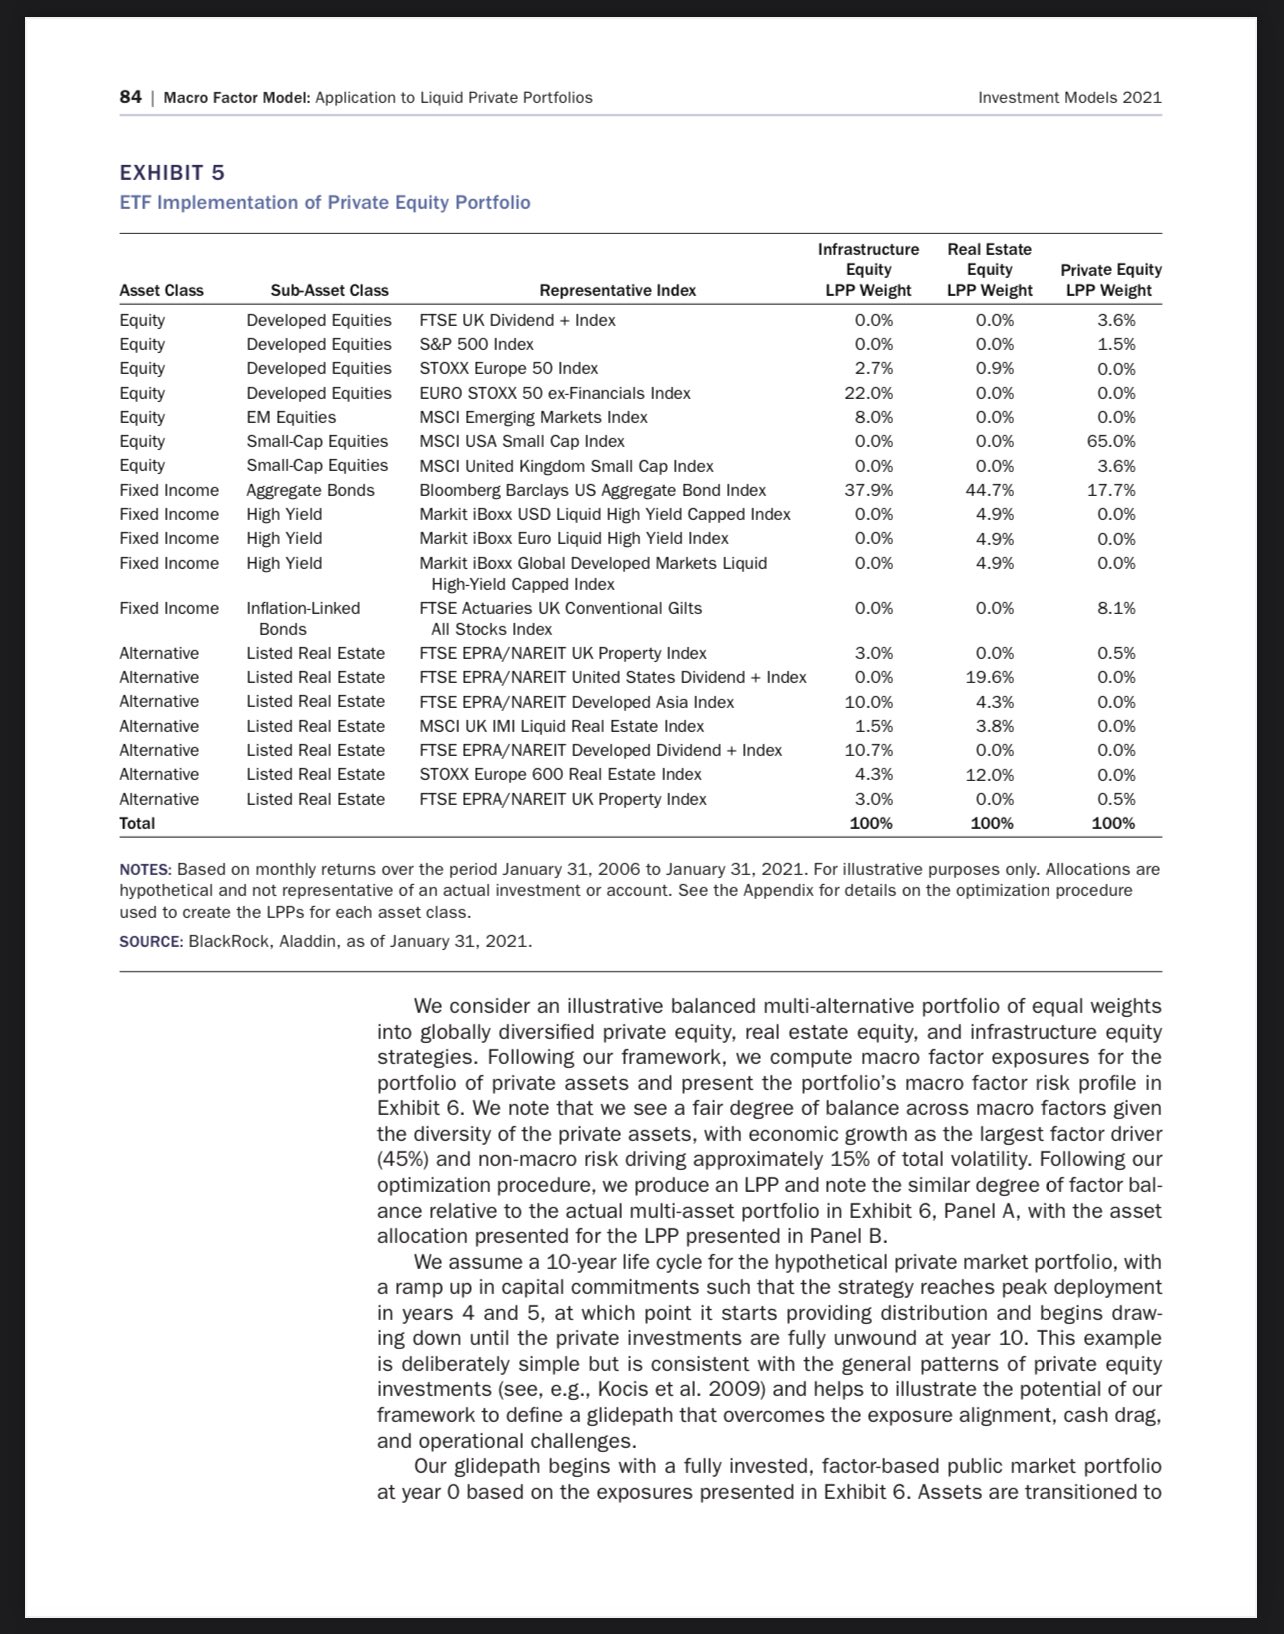 84 | Macro Factor Model: Application to Liquid Private Portfolios Investment Models 2021
EXHIBIT 5
ETF Implementation of Private Equity Portfolio
Infrastructure Real Estate
Equity Equity Private Equity
Asset Class Sub-Asset Class Representative Index LPP Weight LPP Weight LPP Weight
Equity Developed Equities FTSE UK Dividend + Index 0.0% 0.0% 3.6%
Equity Developed Equities S&P 500 Index 0.0% 0.0% 1.5%
Equity Developed Equities STOXX Europe 50 Index 2.7% 0.9% 0.0%
Equity Developed Equities EURO STOXX 50 ex-Financials Index 22.0% 0.0% 0.0%
Equity EM Equities MSCI Emerging Markets Index 8.0% 0.0% 0.0%
Equity Small-Cap Equities MSCI USA Small Cap Index 0.0% 0.0% 65.0%
Equity Small-Cap Equities MSCI United Kingdom Small Cap Index 0.0% 0.0% 3.6%
Fixed Income Aggregate Bonds Bloomberg Barclays US Aggregate Bond Index 37.9% 44.7% 17.7%
Fixed Income High Yield Markit iBoxx USD Liquid High Yield Capped Index 0.0% 4.9% 0.0%
Fixed Income High Yield Markit iBoxx Euro Liquid High Yield Index 0.0% 4.9% 0.0%
Fixed Income High Yield Markit iBoxx Global Developed Markets Liquid 0.0% 4.9% 0.0%
High-Yield Capped Index
Fixed Income Inflation-Linked FTSE Actuaries UK Conventional Gilts 0.0% 0.0% 8.1%
Bonds All Stocks Index
Alternative Listed Real Estate FTSE EPRA/NAREIT UK Property Index 3.0% 0.0% 0.5%
Alternative Listed Real Estate FTSE EPRA/NAREIT United States Dividend + Index 0.0% 19.6% 0.0%
Alternative Listed Real Estate FTSE EPRA/NAREIT Developed Asia Index 10.0% 4.3% 0.0%
Alternative Listed Real Estate MSCI UK IMI Liquid Real Estate Index 1.5% 3.8% 0.0%
Alternative Listed Real Estate FTSE EPRA/NAREIT Developed Dividend + Index 10.7% 0.0% 0.0%
Alternative Listed Real Estate STOXX Europe 600 Real Estate Index 4.3% 12.0% 0.0%
Alternative Listed Real Estate FTSE EPRA/NAREIT UK Property Index 3.0% 0.0% 0.5%
Total 100% 100% 100%
NOTES: Based on monthly returns over the period January 31, 2006 to January 31, 2021. For illustrative purposes only. Allocations are
hypothetical and not representative of an actual investment or account. See the Appendix for details on the optimization procedure
used to create the LPPs for each asset class.
SOURCE: BlackRock, Aladdin, as of January 31, 2021.
We consider an illustrative balanced multi-alternative portfolio of equal weights
into globally diversified private equity, real estate equity, and infrastructure equity
strategies. Following our framework, we compute macro factor exposures for the
portfolio of private assets and present the portfolio's macro factor risk profile in
Exhibit 6. We note that we see a fair degree of balance across macro factors given
the diversity of the private assets, with economic growth as the largest factor driver
(45%) and non-macro risk driving approximately 15% of total volatility. Following our
optimization procedure, we produce an LPP and note the similar degree of factor bal-
ance relative to the actual multi-asset portfolio in Exhibit 6, Panel A, with the asset
allocation presented for the LPP presented in Panel B.
We assume a 10-year life cycle for the hypothetical private market portfolio, with
a ramp up in capital commitments such that the strategy reaches peak deployment
in years 4 and 5, at which point it starts providing distribution and begins draw-
ing down until the private investments are fully unwound at year 10. This example
is deliberately simple but is consistent with the general patterns of private equity
investments (see, e.g., Kocis et al. 2009) and helps to illustrate the potential of our
framework to define a glidepath that overcomes the exposure alignment, cash drag,
and operational challenges.
Our glidepath begins with a fully invested, factor-based public market portfolio
at year 0 based on the exposures presented in Exhibit 6. Assets are transitioned to